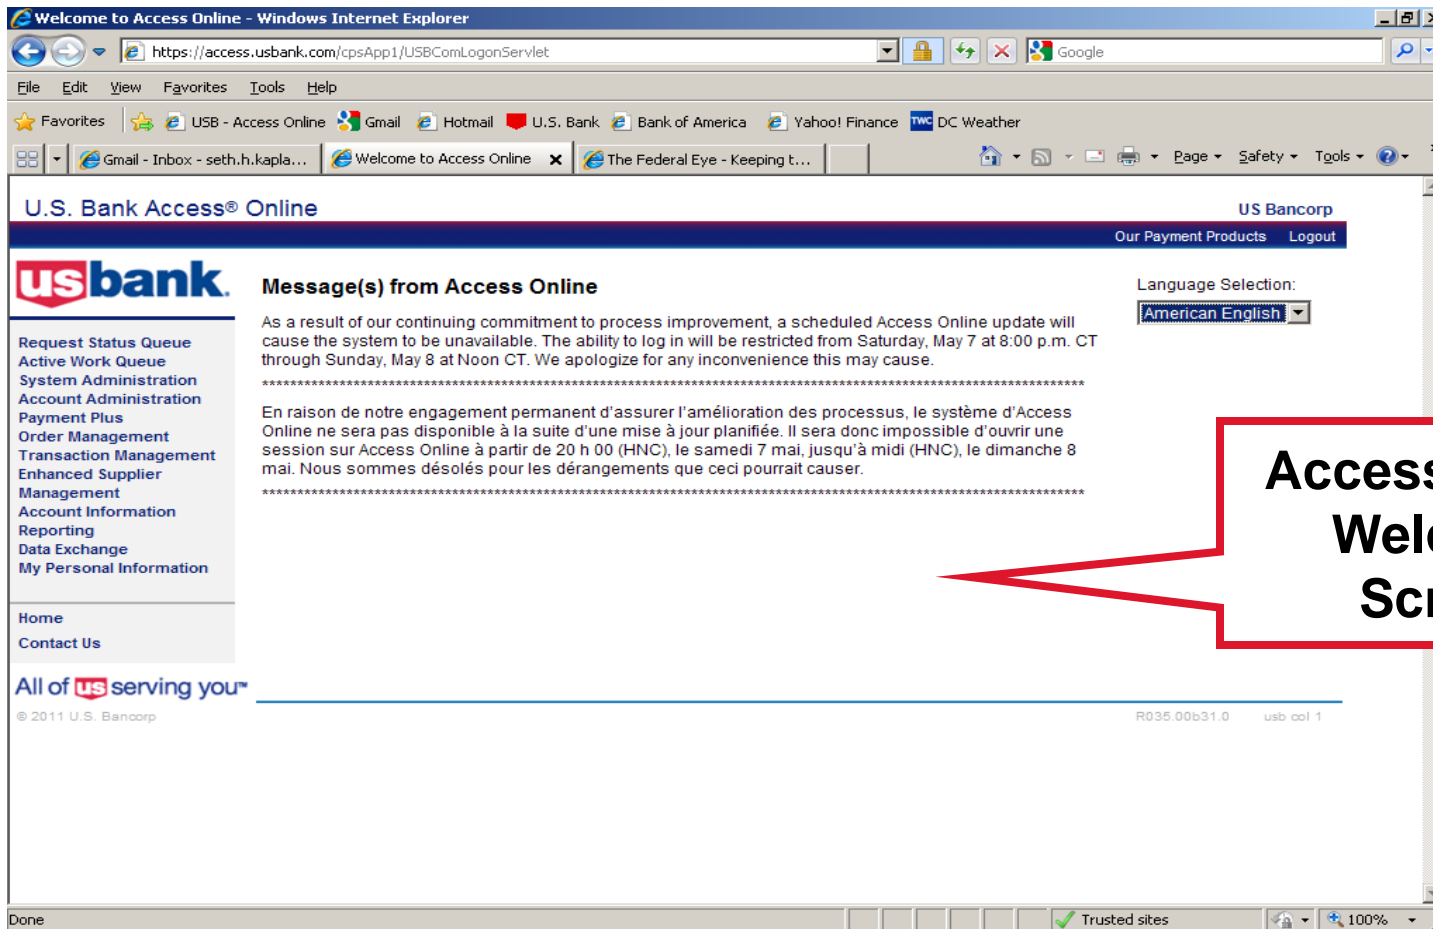 Welcome to Access Online - Windows Internet Explorer
https://access.usbank.com/cpsApp1/USBComLogonServlet
Google
File Edit View Favorites Tools Help
Favorites USB - Access Online Gmail Hotmail U.S. Bank Bank of America Yahoo! Finance TWC DC Weather
Gmail - Inbox - seth.h.kapla... Welcome to Access Online The Federal Eye - Keeping t... Page Safety Tools
U.S. Bank Access® Online
US Bancorp
Our Payment Products Logout
usbank.
Request Status Queue
Active Work Queue
System Administration
Account Administration
Payment Plus
Order Management
Transaction Management
Enhanced Supplier
Management
Account Information
Reporting
Data Exchange
My Personal Information
Home
Contact Us
Message(s) from Access Online
As a result of our continuing commitment to process improvement, a scheduled Access Online update will
cause the system to be unavailable. The ability to log in will be restricted from Saturday, May 7 at 8:00 p.m. CT
through Sunday, May 8 at Noon CT. We apologize for any inconvenience this may cause.
*********************************************************************************************************************
En raison de notre engagement permanent d'assurer l'amélioration des processus, le système d'Access
Online ne sera pas disponible à la suite d'une mise à jour planifiée. Il sera donc impossible d'ouvrir une
session sur Access Online à partir de 20 h 00 (HNC), le samedi 7 mai, jusqu'à midi (HNC), le dimanche 8
mai. Nous sommes désolés pour les dérangements que ceci pourrait causer.
*********************************************************************************************************************
Language Selection:
American English
Access
Wel
Scr
All of us serving you℠
© 2011 U.S. Bancorp
R035.00b31.0 usb col 1
Done
Trusted sites
100%